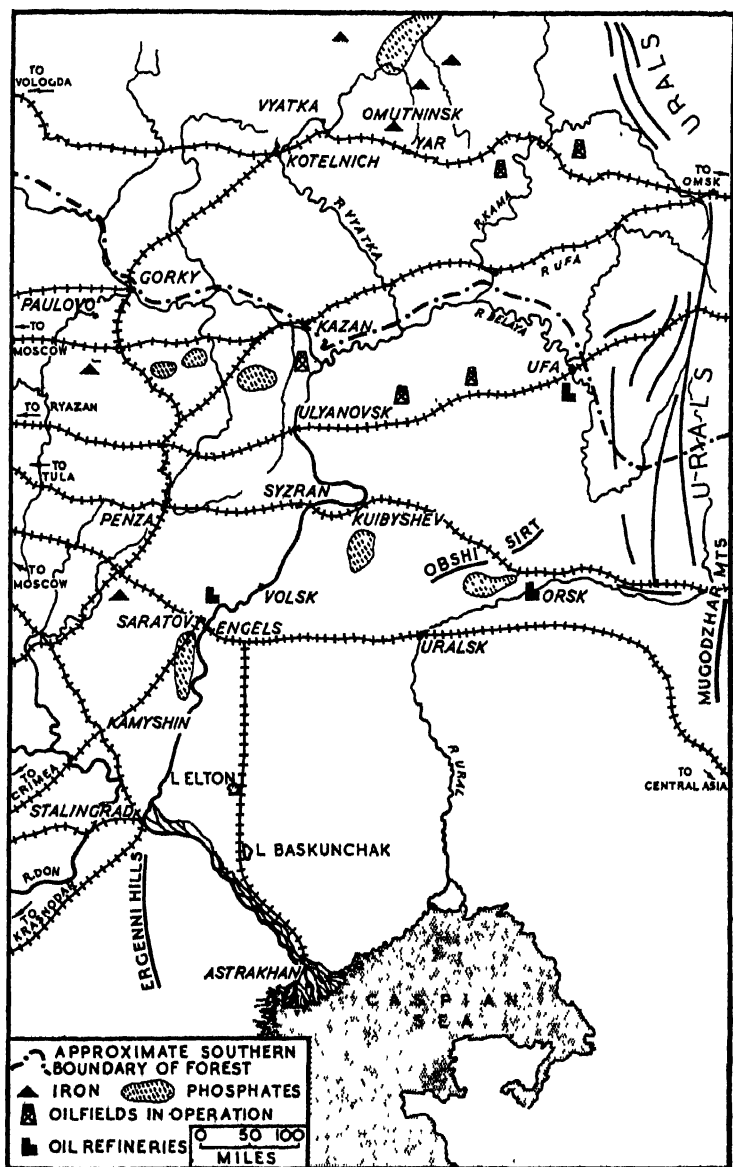 URALS
TO
VOLOGDA
VYATKA
OMUTNINSK
YAR
KOTELNICH
TO
OMSK
R VYATKA
R.KAMA
R UFA
GORKY
PAULOVO
TO
MOSCOW
KAZAN
R BELAYA
UFA
TO RYAZAN
ULYANOVSK
URALS
TO
TULA
SYZRAN
PENZA
KUIBYSHEV
OBSHI SIRT
TO
MOSCOW
VOLSK
ORSK
SARATOV
ENGELS
URALSK
MUGODZHAR MTS
KAMYSHIN
TO
CRIMEA
L ELTON
R URAL
TO
CENTRAL ASIA
STALINGRAD
L BASKUNCHAK
R.DON
TO
KRASNODAR
ERGENNI HILLS
ASTRAKHAN
CASPIAN
SEA
APPROXIMATE SOUTHERN
BOUNDARY OF FOREST
IRON PHOSPHATES
OILFIELDS IN OPERATION
OIL REFINERIES
0 50 100
MILES